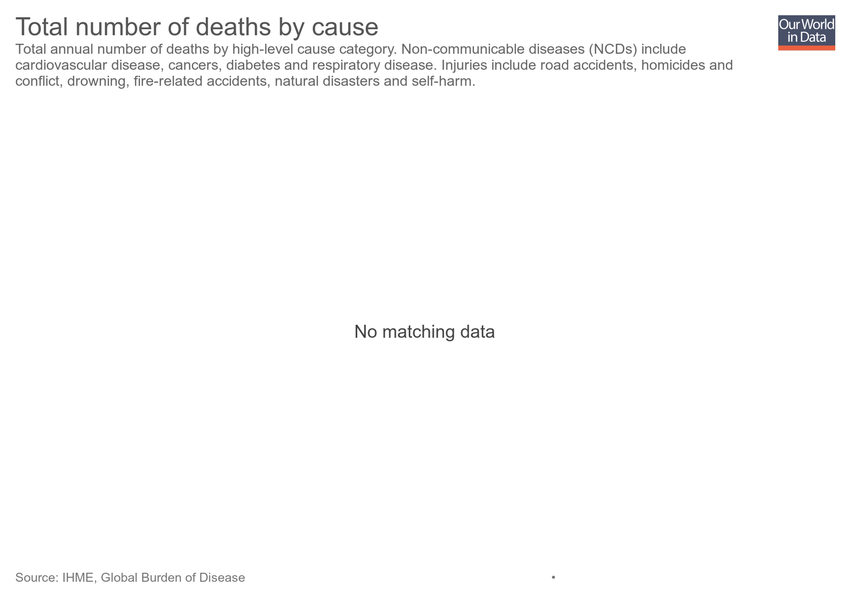 Total number of deaths by cause
Our World
in Data
Total annual number of deaths by high-level cause category. Non-communicable diseases (NCDs) include
cardiovascular disease, cancers, diabetes and respiratory disease. Injuries include road accidents, homicides and
conflict, drowning, fire-related accidents, natural disasters and self-harm.
No matching data
Source: IHME, Global Burden of Disease •